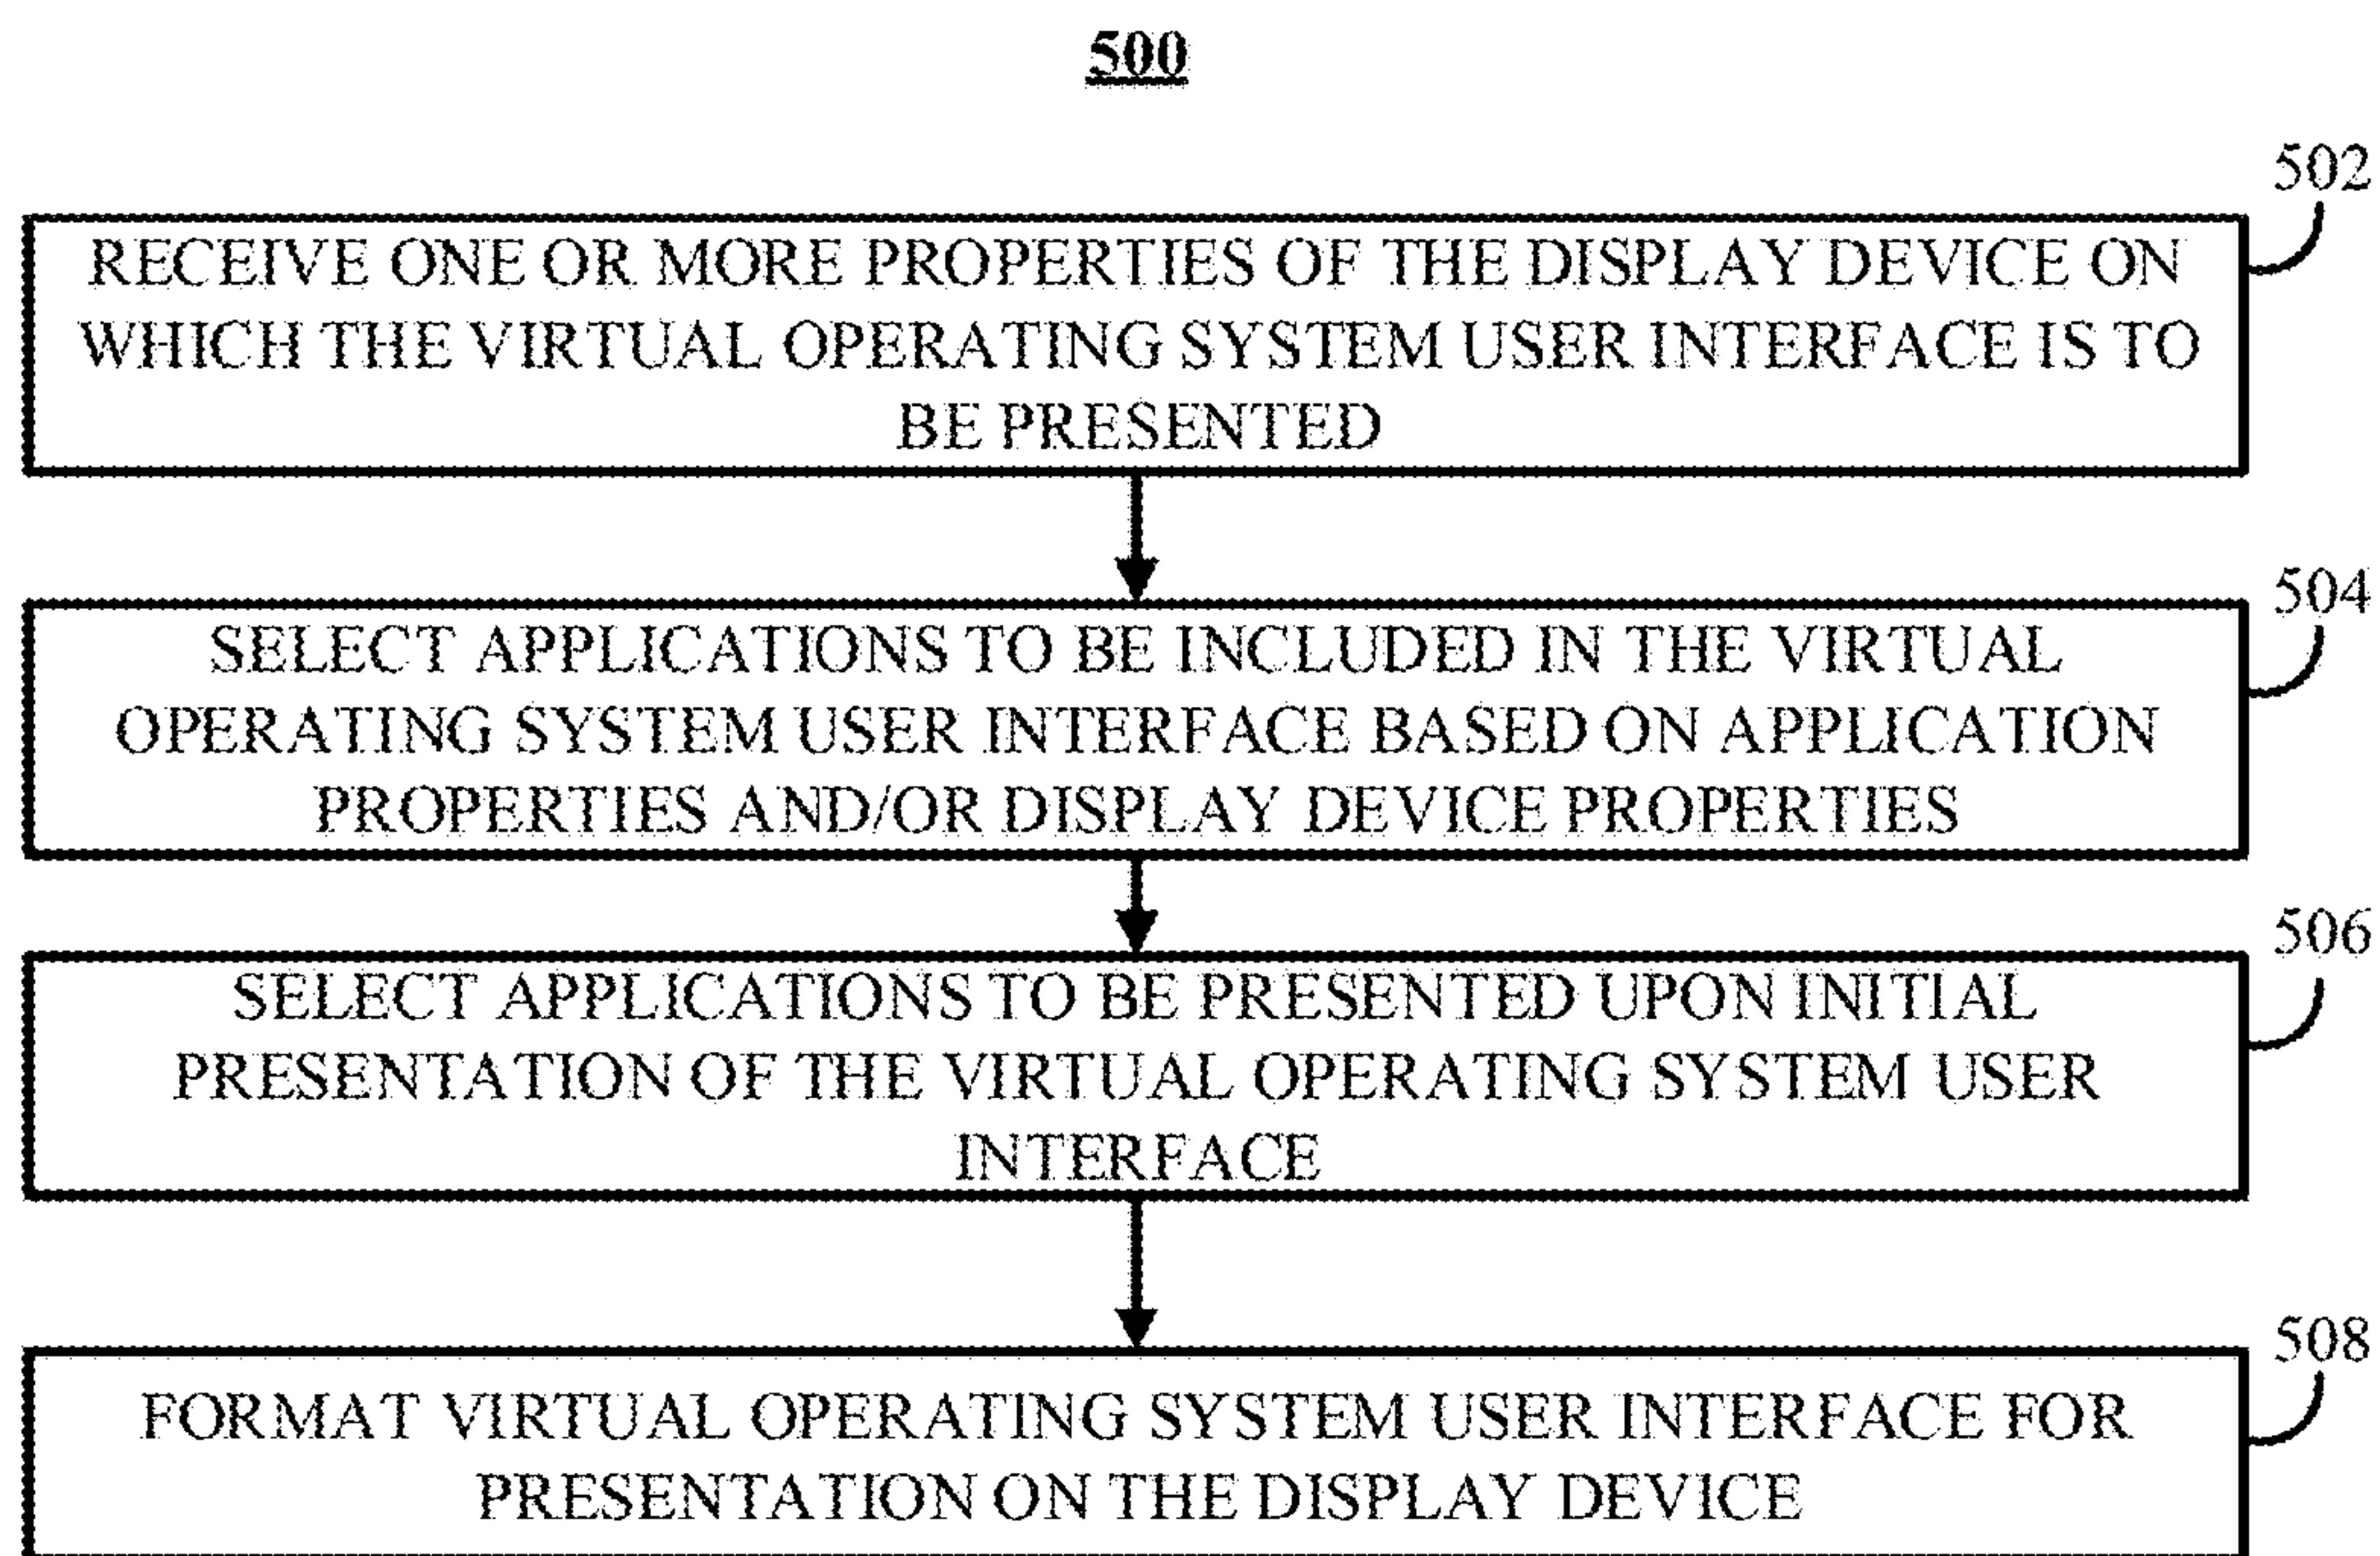 500
502
RECEIVE ONE OR MORE PROPERTIES OF THE DISPLAY DEVICE ON
WHICH THE VIRTUAL OPERATING SYSTEM USER INTERFACE IS TO
BE PRESENTED
504
SELECT APPLICATIONS TO BE INCLUDED IN THE VIRTUAL
OPERATING SYSTEM USER INTERFACE BASED ON APPLICATION
PROPERTIES AND/OR DISPLAY DEVICE PROPERTIES
506
SELECT APPLICATIONS TO BE PRESENTED UPON INITIAL
PRESENTATION OF THE VIRTUAL OPERATING SYSTEM USER
INTERFACE
508
FORMAT VIRTUAL OPERATING SYSTEM USER INTERFACE FOR
PRESENTATION ON THE DISPLAY DEVICE